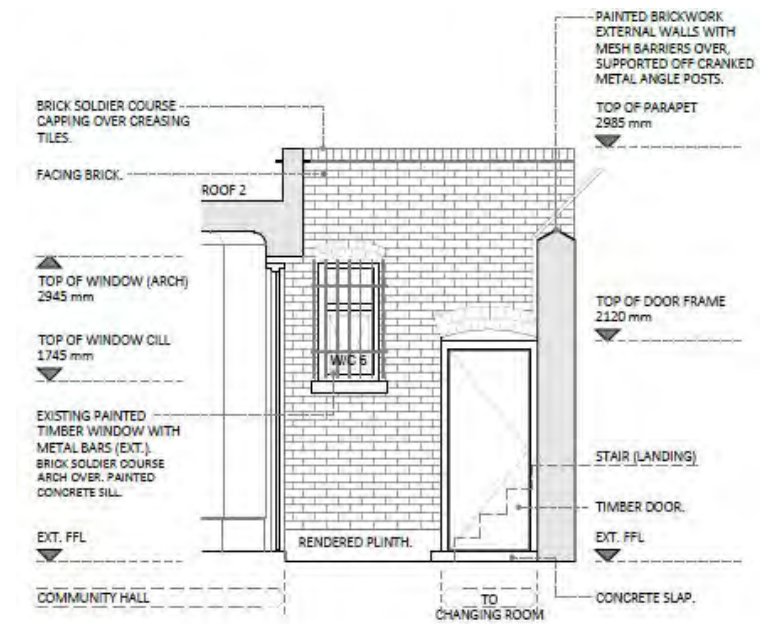 PAINTED BRICKWORK
EXTERNAL WALLS WITH
MESH BARRIERS OVER,
SUPPORTED OFF CRANKED
METAL ANGLE POSTS.
TOP OF PARAPET
2985 mm
BRICK SOLDIER COURSE
CAPPING OVER CREASING
TILES.
FACING BRICK.
ROOF 2
TOP OF WINDOW (ARCH)
2945 mm
TOP OF WINDOW CILL
1745 mm
TOP OF DOOR FRAME
2120 mm
W/C 6
EXISTING PAINTED
TIMBER WINDOW WITH
METAL BARS (EXT.).
BRICK SOLDIER COURSE
ARCH OVER. PAINTED
CONCRETE SILL.
STAIR (LANDING)
TIMBER DOOR.
EXT. FFL
RENDERED PLINTH.
EXT. FFL
COMMUNITY HALL
TO
CHANGING ROOM
CONCRETE SLAP.